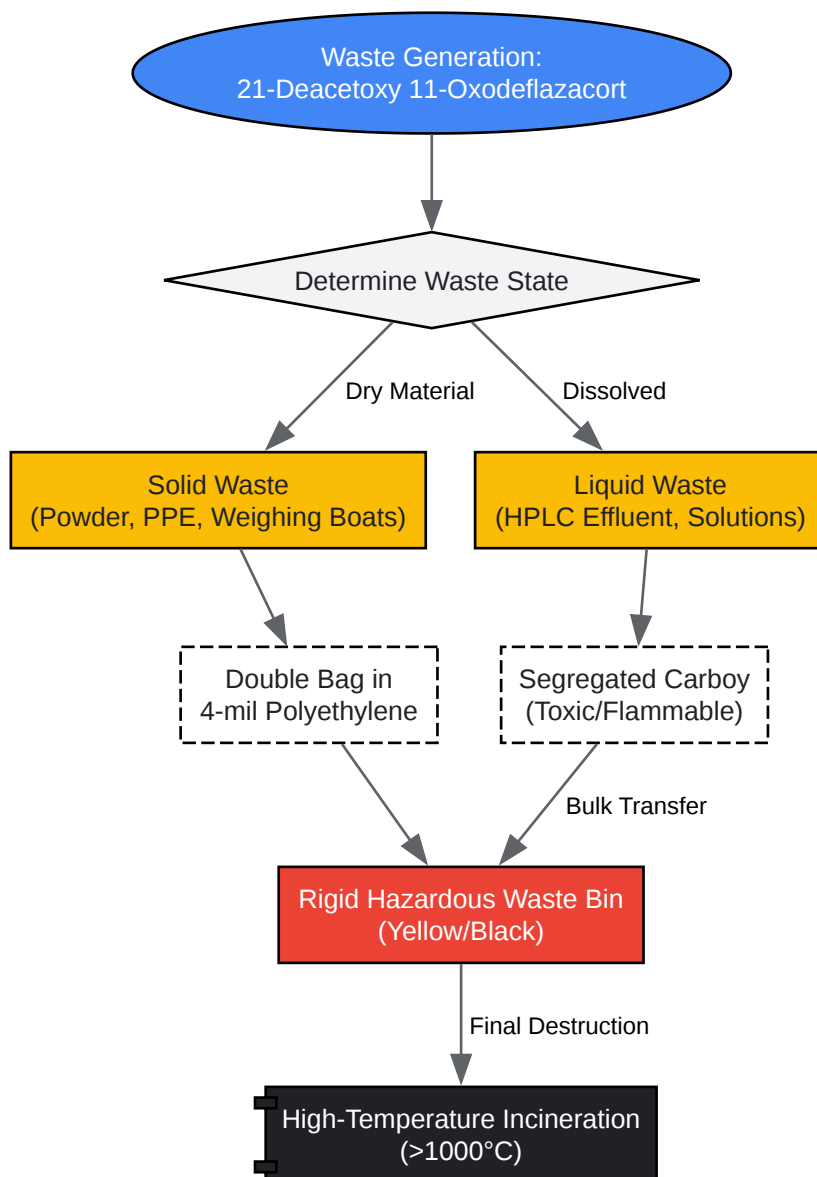 Waste Generation:
21-Deacetoxy 11-Oxodeflazacort
Determine Waste State
Dry Material
Dissolved
Solid Waste
(Powder, PPE, Weighing Boats)
Liquid Waste
(HPLC Effluent, Solutions)
Double Bag in
4-mil Polyethylene
Segregated Carboy
(Toxic/Flammable)
Bulk Transfer
Rigid Hazardous Waste Bin
(Yellow/Black)
Final Destruction
High-Temperature Incineration
(>1000°C)